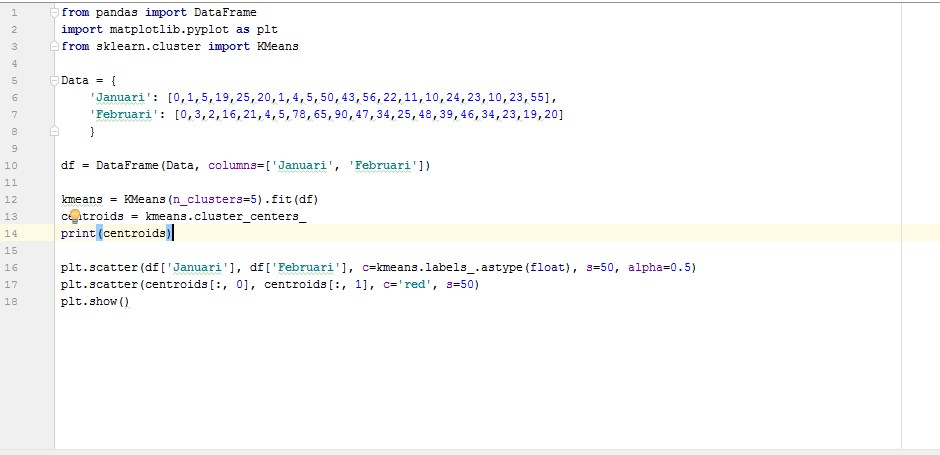 1 from pandas import DataFrame
2 import matplotlib.pyplot as plt
3 from sklearn.cluster import KMeans
4
5 Data = {
6 'Januari': [0,1,5,19,25,20,1,4,5,50,43,56,22,11,10,24,23,10,23,55],
7 'Februari': [0,3,2,16,21,4,5,78,65,90,47,34,25,48,39,46,34,23,19,20]
8 }
9
10 df = DataFrame(Data, columns=['Januari', 'Februari'])
11
12 kmeans = KMeans(n_clusters=5).fit(df)
13 centroids = kmeans.cluster_centers_
14 print(centroids)
15
16 plt.scatter(df['Januari'], df['Februari'], c=kmeans.labels_.astype(float), s=50, alpha=0.5)
17 plt.scatter(centroids[:, 0], centroids[:, 1], c='red', s=50)
18 plt.show()